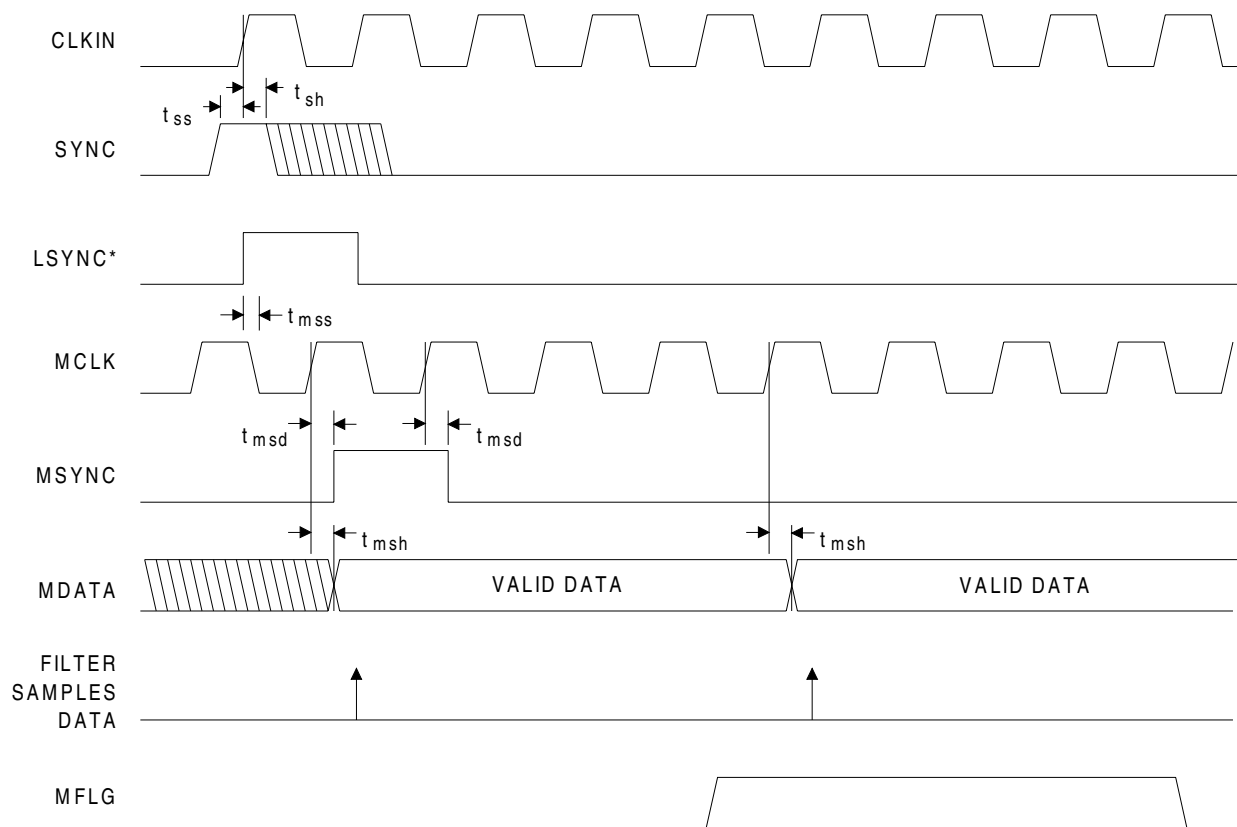 CLKIN
t sh
t ss
SYNC
LSYNC*
t mss
MCLK
t msd
t msd
MSYNC
t msh
t msh
MDATA
VALID DATA
VALID DATA
FILTER
SAMPLES
DATA
MFLG